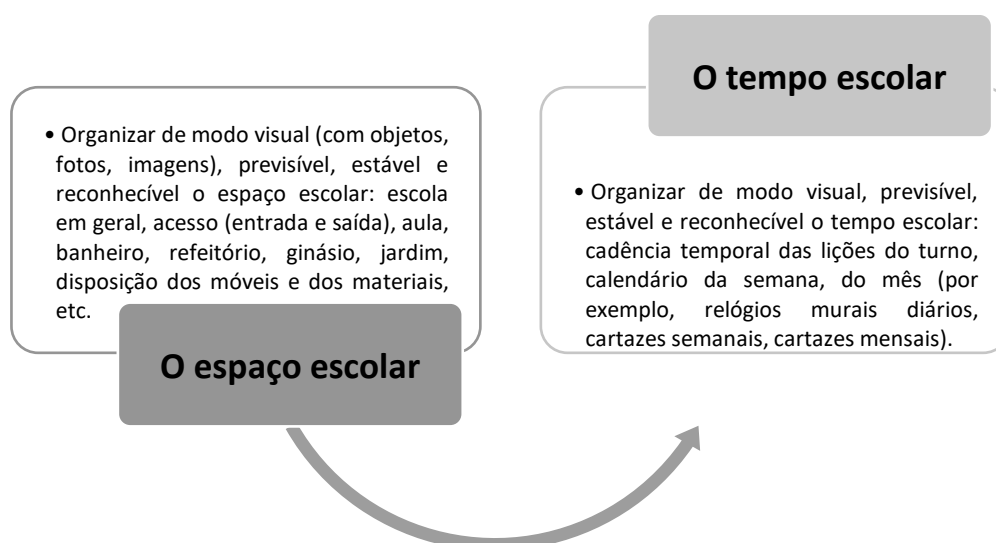 • Organizar de modo visual (com objetos,
fotos, imagens), previsível, estável e
reconhecível o espaço escolar: escola
em geral, acesso (entrada e saída), aula,
banheiro, refeitório, ginásio, jardim,
disposição dos móveis e dos materiais,
etc.
O espaço escolar
O tempo escolar
• Organizar de modo visual, previsível,
estável e reconhecível o tempo escolar:
cadência temporal das lições do turno,
calendário da semana, do mês (por
exemplo, relógios murais diários,
cartazes semanais, cartazes mensais).